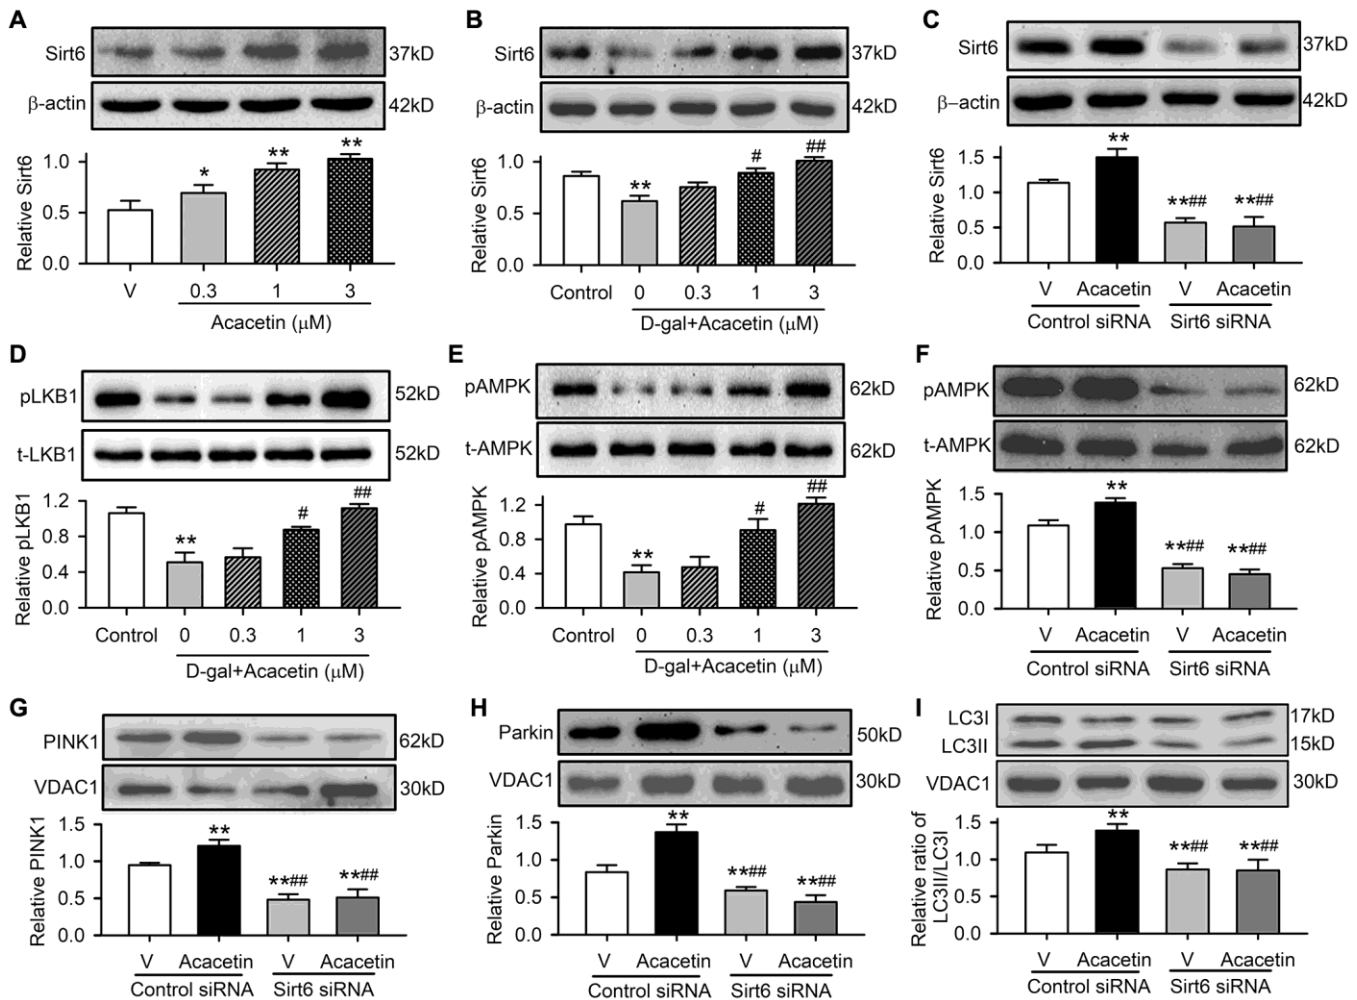 A
Sirt6 37kD
β-actin 42kD
Relative Sirt6
1.0
0.5
0.0
* ** **
V 0.3 1 3
Acacetin (μM)
B
Sirt6 37kD
β-actin 42kD
Relative Sirt6
1.0
0.5
0.0
** # ##
Control 0 0.3 1 3
D-gal+Acacetin (μM)
C
Sirt6 37kD
β–actin 42kD
Relative Sirt6
1.5
1.0
0.5
0.0
** **## **##
V Acacetin V Acacetin
Control siRNA Sirt6 siRNA
D
pLKB1 52kD
t-LKB1 52kD
Relative pLKB1
1.2
0.8
0.4
0.0
** # ##
Control 0 0.3 1 3
D-gal+Acacetin (μM)
E
pAMPK 62kD
t-AMPK 62kD
Relative pAMPK
1.2
0.8
0.4
0.0
** # ##
Control 0 0.3 1 3
D-gal+Acacetin (μM)
F
pAMPK 62kD
t-AMPK 62kD
Relative pAMPK
1.5
1.0
0.5
0.0
** **## **##
V Acacetin V Acacetin
Control siRNA Sirt6 siRNA
G
PINK1 62kD
VDAC1 30kD
Relative PINK1
1.5
1.0
0.5
0.0
** **## **##
V Acacetin V Acacetin
Control siRNA Sirt6 siRNA
H
Parkin 50kD
VDAC1 30kD
Relative Parkin
1.5
1.0
0.5
0.0
** **## **##
V Acacetin V Acacetin
Control siRNA Sirt6 siRNA
I
LC3I 17kD
LC3II 15kD
VDAC1 30kD
Relative ratio of
LC3II/LC3I
1.5
1.0
0.5
0.0
** **## **##
V Acacetin V Acacetin
Control siRNA Sirt6 siRNA